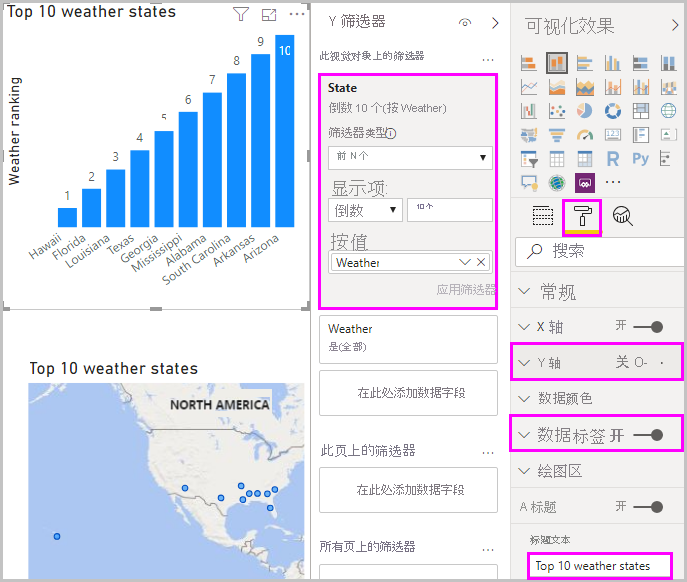 Top 10 weather states
Weather ranking
1
2
3
4
5
6
7
8
9
10
Hawaii
Florida
Louisiana
Texas
Georgia
Mississippi
Alabama
South Carolina
Arkansas
Arizona
Top 10 weather states
NORTH AMERICA
Y 筛选器
此视觉对象上的筛选器
State
倒数 10 个(按 Weather)
筛选器类型
前 N 个
显示项:
倒数
10个
按值
Weather
应用筛选器
Weather
是(全部)
在此处添加数据字段
此页上的筛选器
在此处添加数据字段
所有页上的筛选器
可视化效果
123
R
Py
搜索
常规
X 轴 开
Y 轴 关
数据颜色
数据标签 开
绘图区
A 标题 开
标题文本
Top 10 weather states